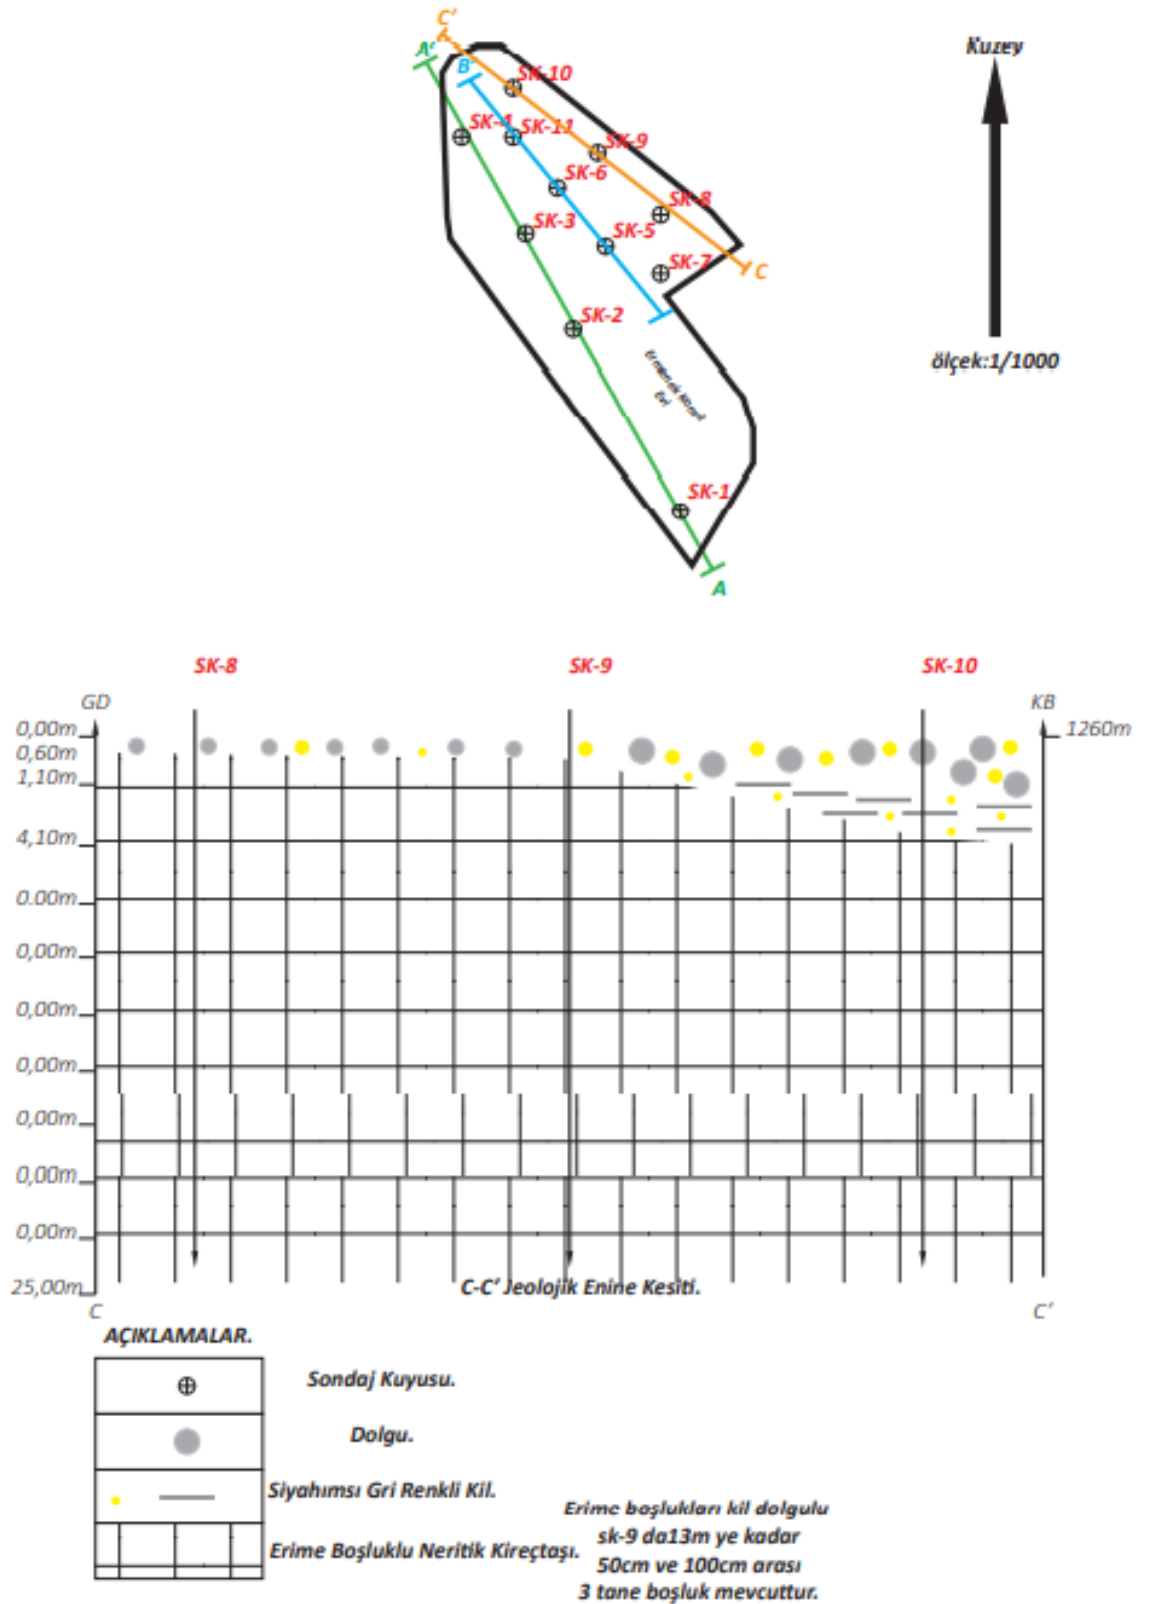 C'
A'
B'
SK-10
Kuzey
SK-4
SK-11
SK-9
SK-6
SK-8
SK-3
SK-5
SK-7
C
SK-2
ölçek:1/1000
Evi
SK-1
A
SK-8
SK-9
SK-10
GD
KB
0,00m
1260m
0,60m
1,10m
4,10m
0.00m
0,00m
0,00m
0,00m
0,00m
0,00m
0,00m
25,00m
C-C' Jeolojik Enine Kesiti.
C
C'
AÇIKLAMALAR.
Sondaj Kuyusu.
Dolgu.
Siyahımsı Gri Renkli Kil.
Erime Boşluklu Neritik Kireçtaşı.
Erime boşlukları kil dolgulu
sk-9 da13m ye kadar
50cm ve 100cm arası
3 tane boşluk mevcuttur.